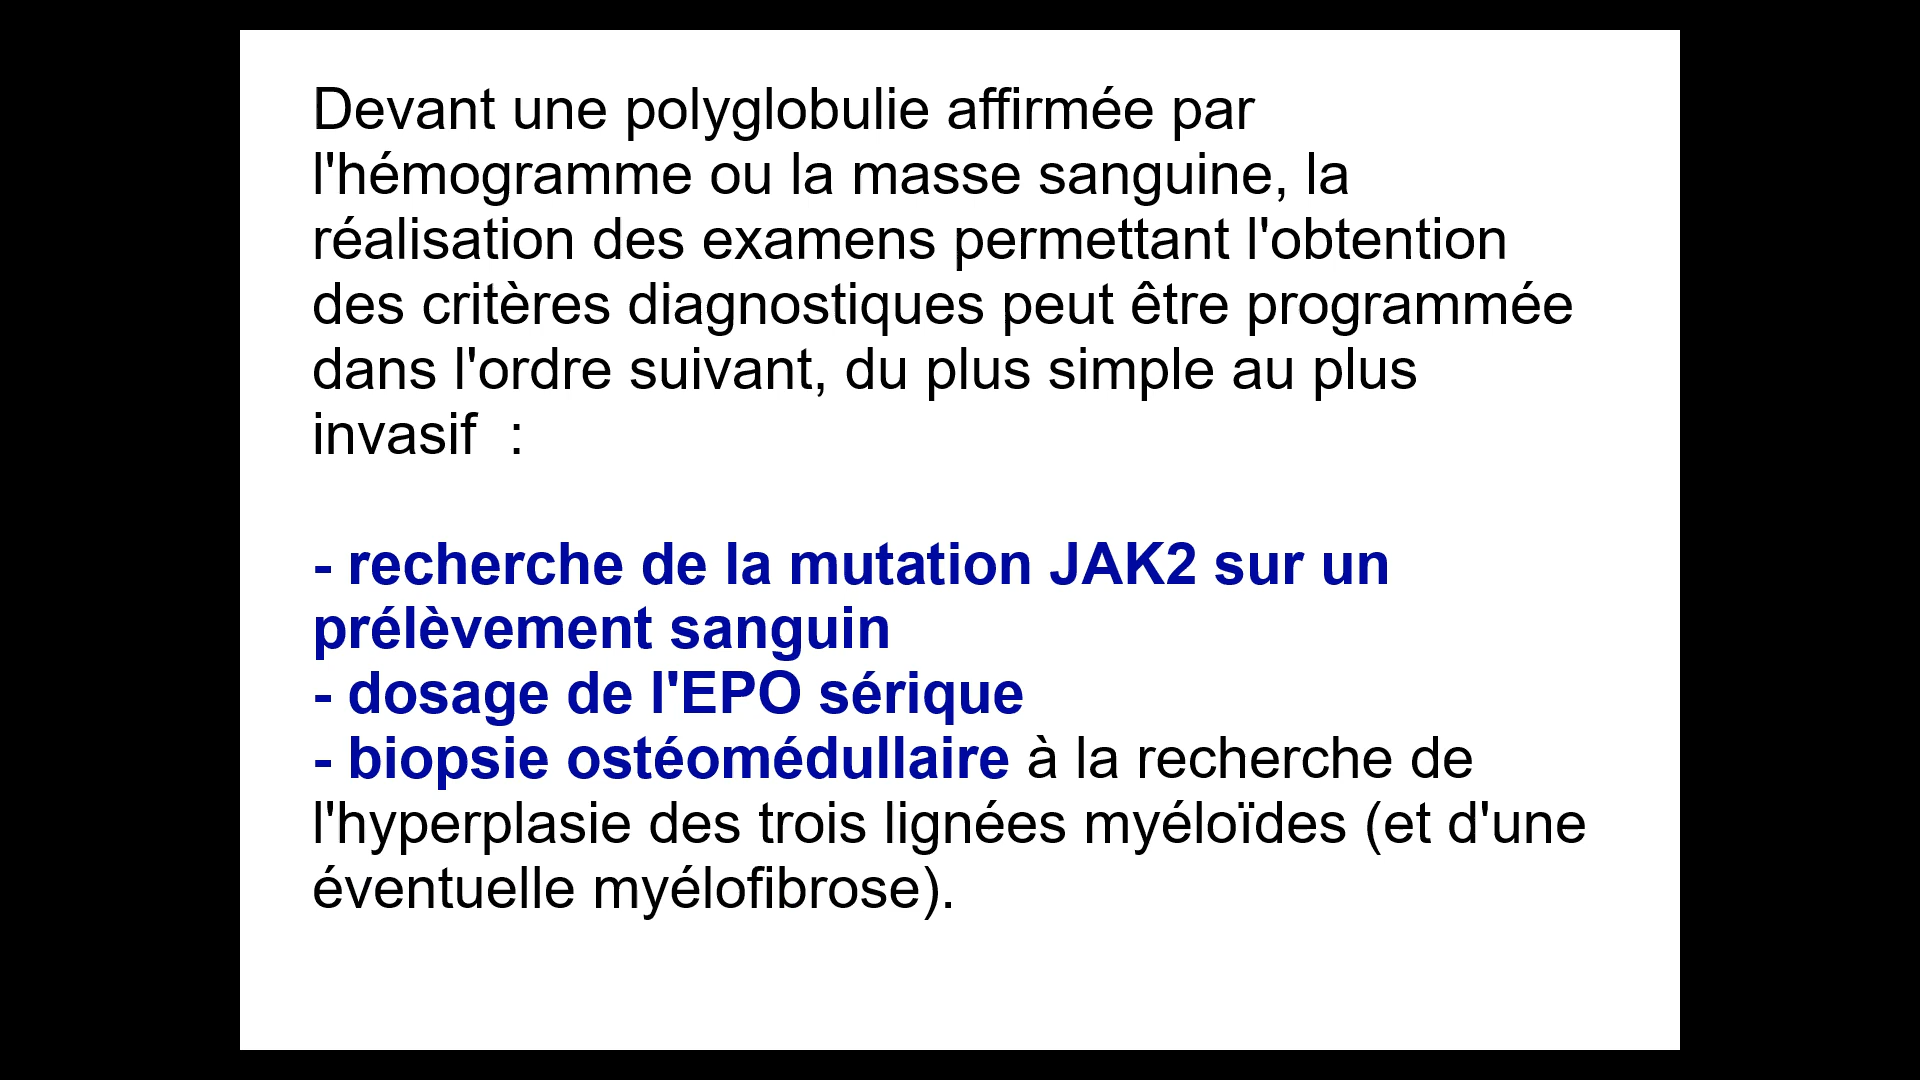 Devant une polyglobulie affirmée par
l'hémogramme ou la masse sanguine, la
réalisation des examens permettant l'obtention
des critères diagnostiques peut être programmée
dans l'ordre suivant, du plus simple au plus
invasif  :
- recherche de la mutation JAK2 sur un
prélèvement sanguin
- dosage de l'EPO sérique
- biopsie ostéomédullaire à la recherche de
l'hyperplasie des trois lignées myéloïdes (et d'une
éventuelle myélofibrose).